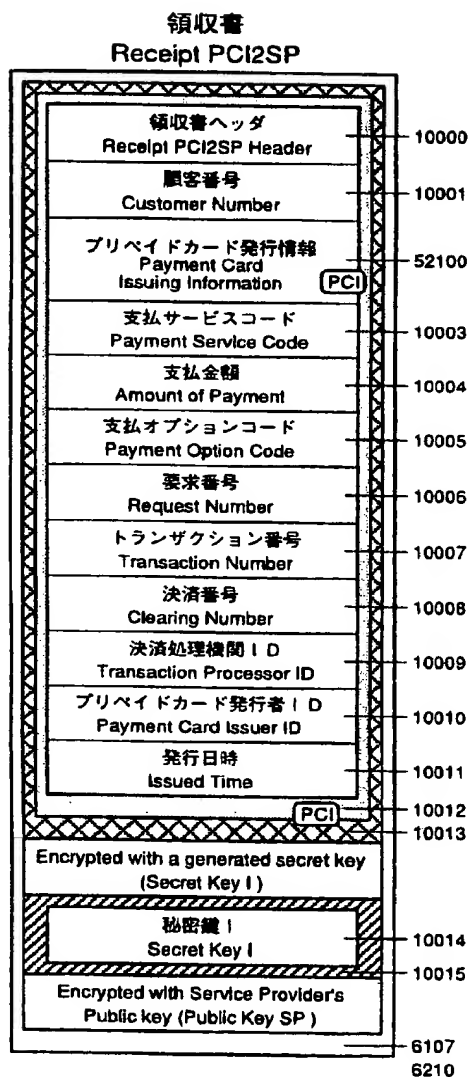 領収書
Receipt PCI2SP
領収書ヘッダ
Receipt PCI2SP Header
10000
顧客番号
Customer Number
10001
プリペイドカード発行情報
Payment Card
Issuing Information
PCI
52100
支払サービスコード
Payment Service Code
10003
支払金額
Amount of Payment
10004
支払オプションコード
Payment Option Code
10005
要求番号
Request Number
10006
トランザクション番号
Transaction Number
10007
決済番号
Clearing Number
10008
決済処理機関ID
Transaction Processor ID
10009
プリペイドカード発行者ID
Payment Card Issuer ID
10010
発行日時
Issued Time
10011
PCI
10012
10013
Encrypted with a generated secret key
(Secret Key I)
秘密鍵I
Secret Key I
10014
10015
Encrypted with Service Provider's
Public key (Public Key SP)
6107
6210